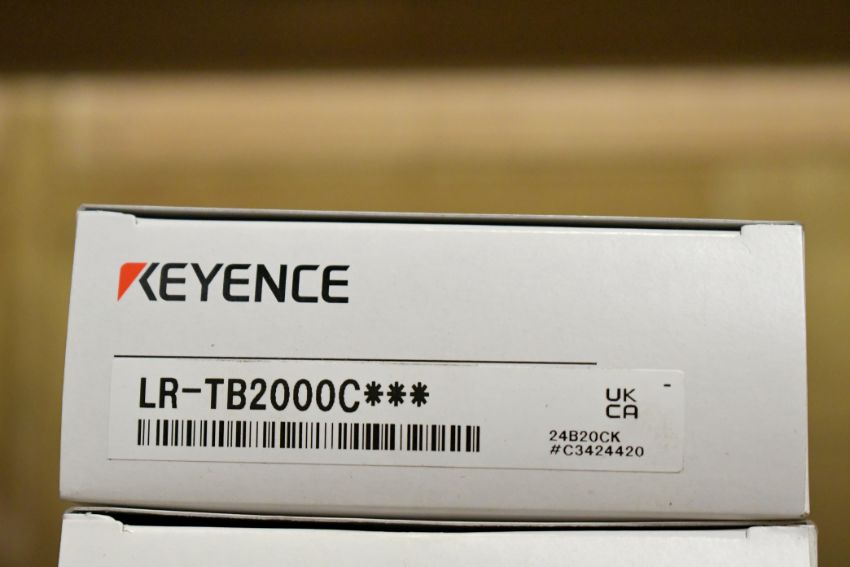 KEYENCE
LR-TB2000C***
UK
CA
-
24B20CK
#C3424420